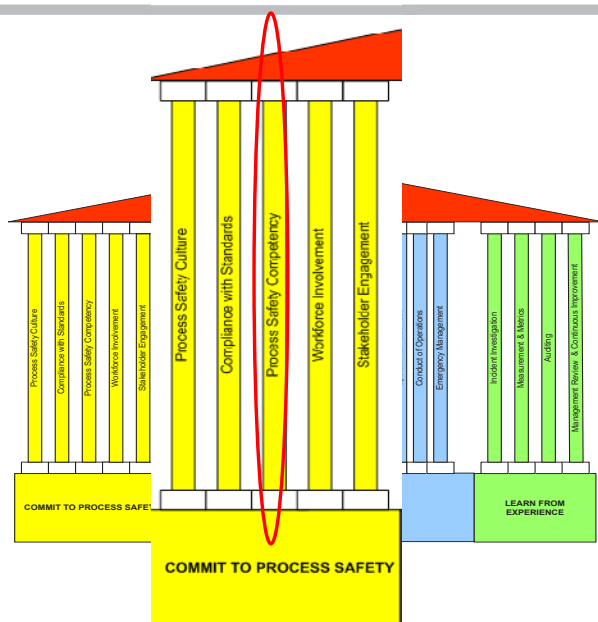 Process Safety Culture
Compliance with Standards
Process Safety Competency
Workforce Involvement
Stakeholder Engagement
COMMIT TO PROCESS SAFETY
Process Safety Culture
Compliance with Standards
Process Safety Competency
Workforce Involvement
Stakeholder Engagement
COMMIT TO PROCESS SAFETY
Conduct of Operations
Emergency Management
Incident Investigation
Measurement & Metrics
Auditing
Management Review & Continuous Improvement
LEARN FROM
EXPERIENCE